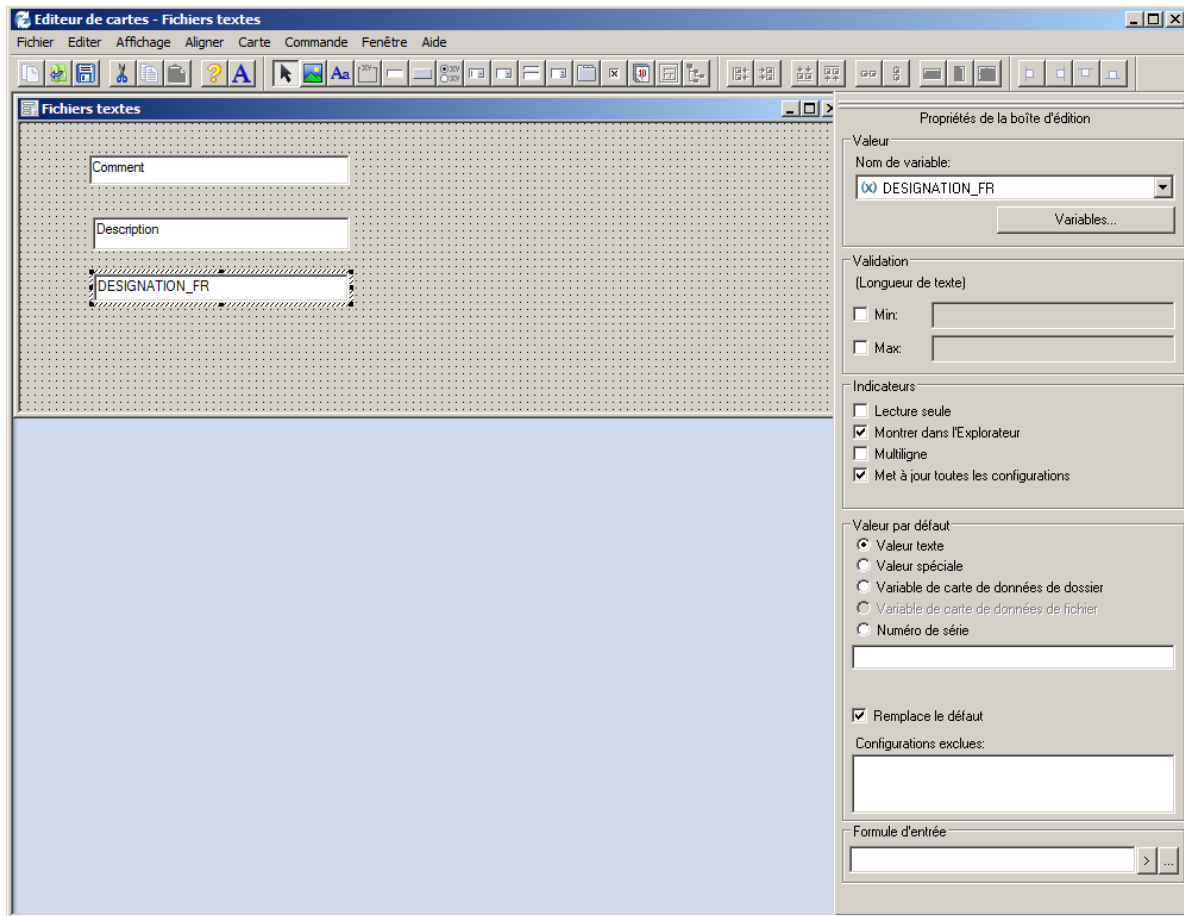 Editeur de cartes - Fichiers textes
Fichier Editer Affichage Aligner Carte Commande Fenêtre Aide
Fichiers textes
Comment
Description
DESIGNATION_FR
Propriétés de la boîte d'édition
Valeur
Nom de variable:
(x) DESIGNATION_FR
Variables...
Validation
(Longueur de texte)
Min:
Max:
Indicateurs
Lecture seule
Montrer dans l'Explorateur
Multiligne
Met à jour toutes les configurations
Valeur par défaut
Valeur texte
Valeur spéciale
Variable de carte de données de dossier
Variable de carte de données de fichier
Numéro de série
Remplace le défaut
Configurations exclues:
Formule d'entrée
> ...